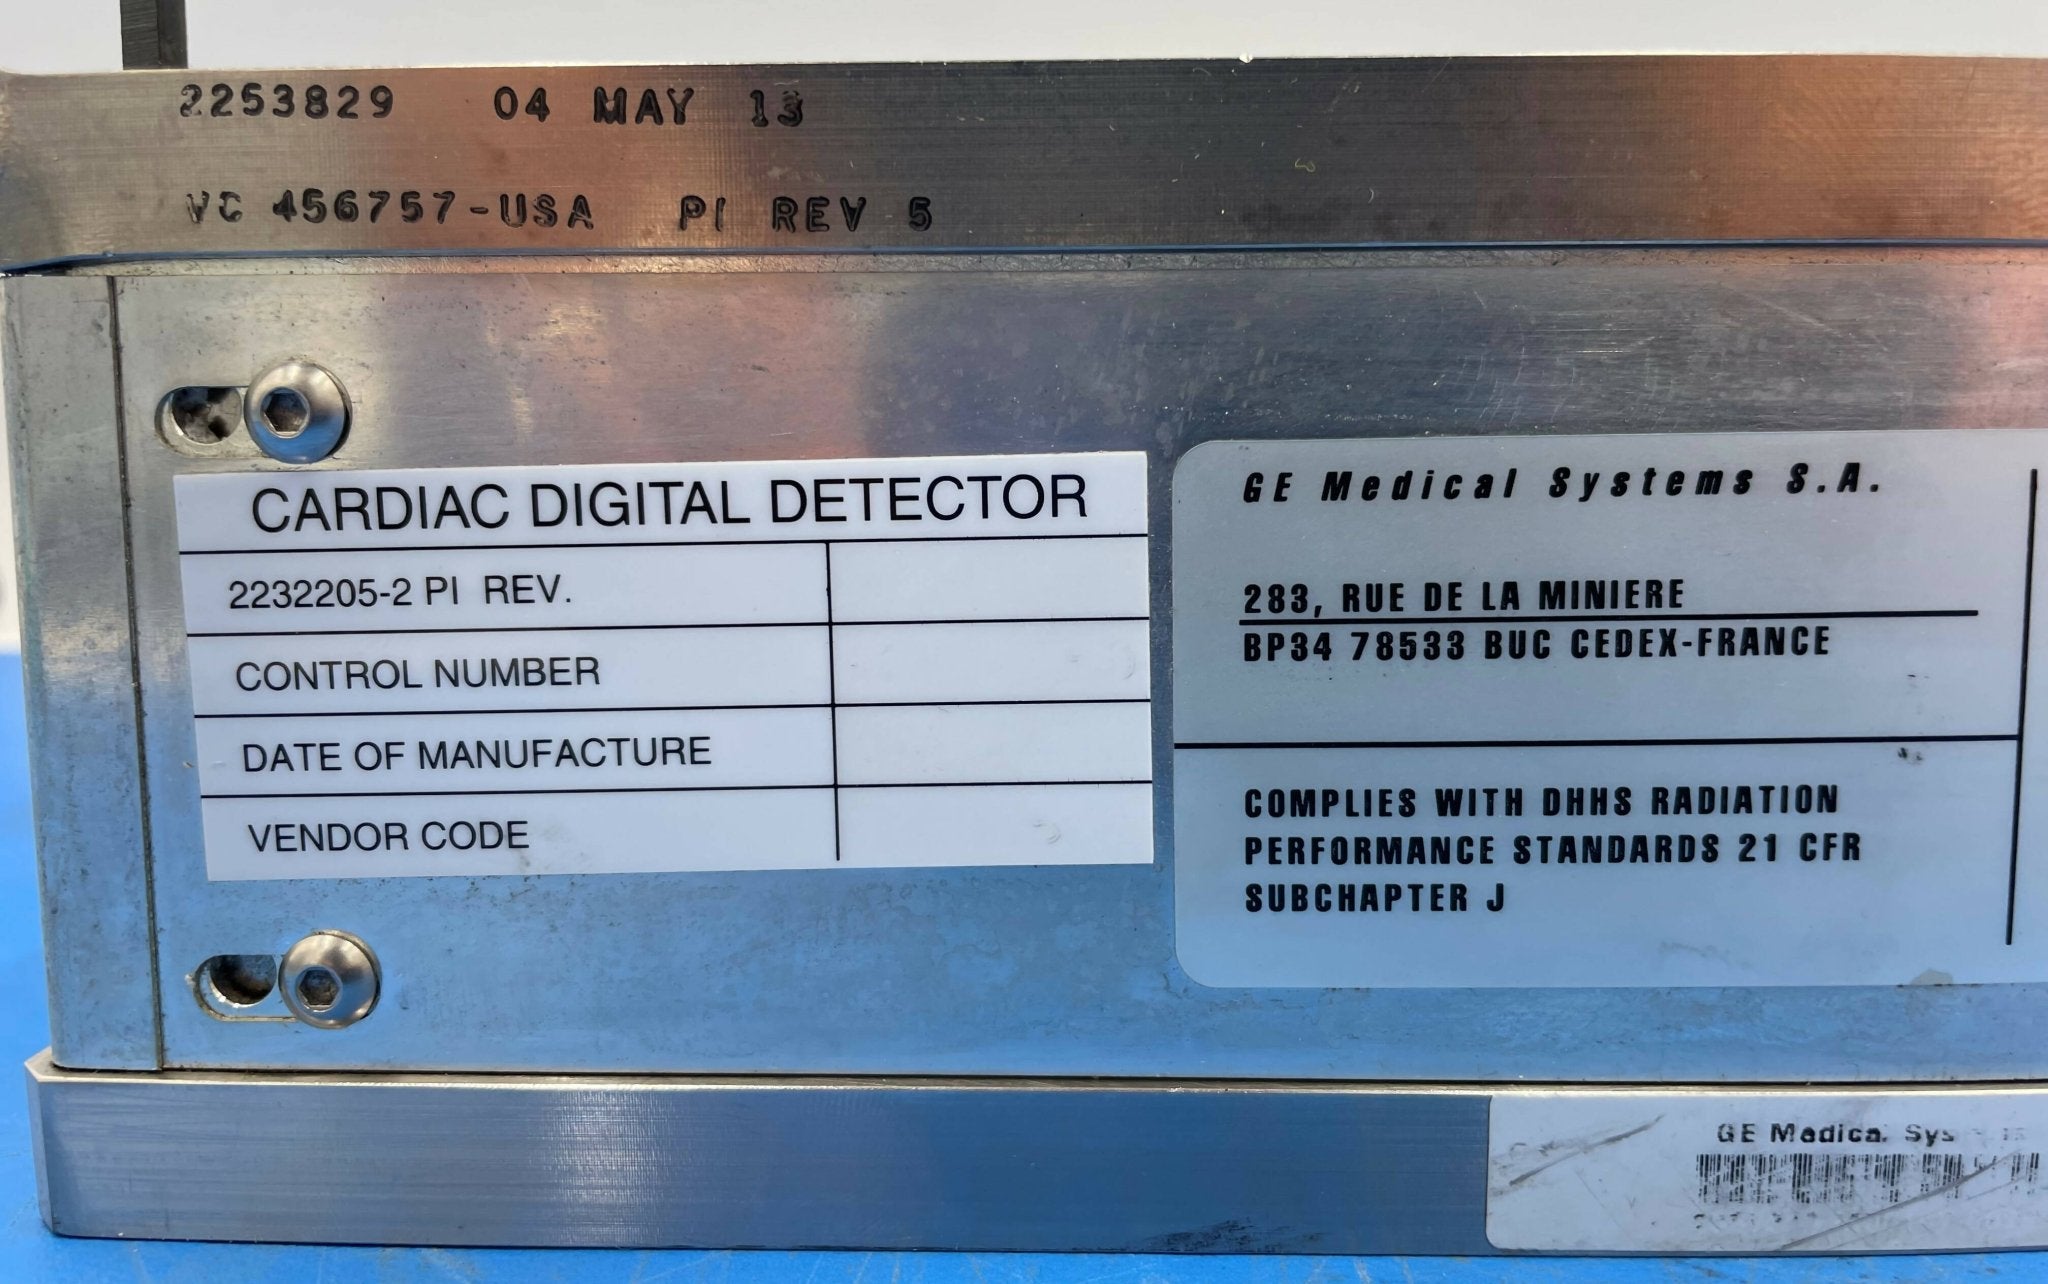 2253829 04 MAY 13
VC 456757-USA PI REV 5
CARDIAC DIGITAL DETECTOR
2232205-2 PI REV.
CONTROL NUMBER
DATE OF MANUFACTURE
VENDOR CODE
GE Medical Systems S.A.
283, RUE DE LA MINIERE
BP34 78533 BUC CEDEX-FRANCE
COMPLIES WITH DHHS RADIATION
PERFORMANCE STANDARDS 21 CFR
SUBCHAPTER J
GE Medical